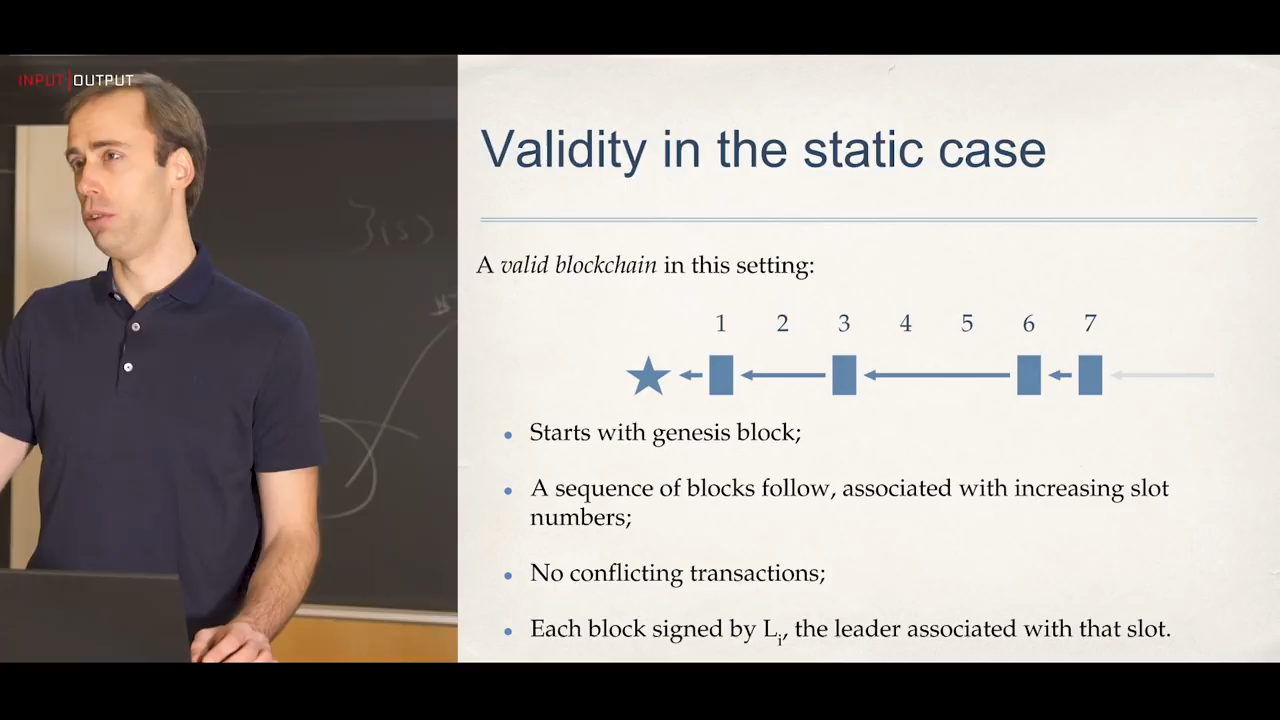 INPUT|OUTPUT
Validity in the static case
A valid blockchain in this setting:
1 2 3 4 5 6 7
• Starts with genesis block;
• A sequence of blocks follow, associated with increasing slot
numbers;
• No conflicting transactions;
• Each block signed by Li, the leader associated with that slot.